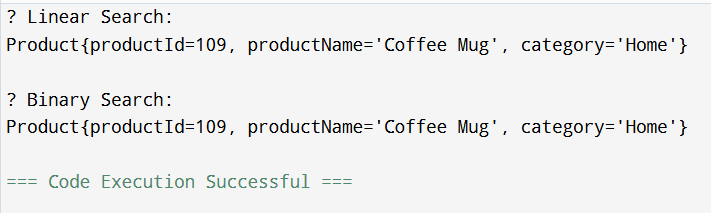 ? Linear Search:
Product{productId=109, productName='Coffee Mug', category='Home'}
? Binary Search:
Product{productId=109, productName='Coffee Mug', category='Home'}
=== Code Execution Successful ===